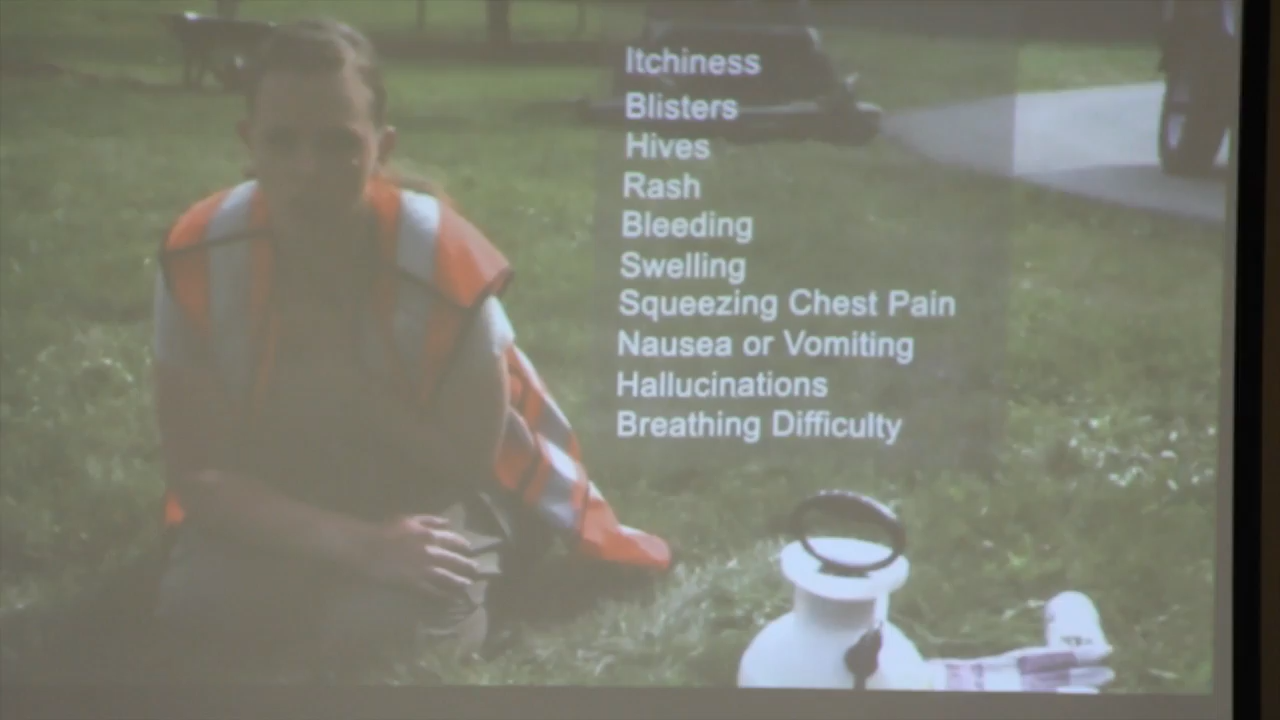 Itchiness
Blisters
Hives
Rash
Bleeding
Swelling
Squeezing Chest Pain
Nausea or Vomiting
Hallucinations
Breathing Difficulty